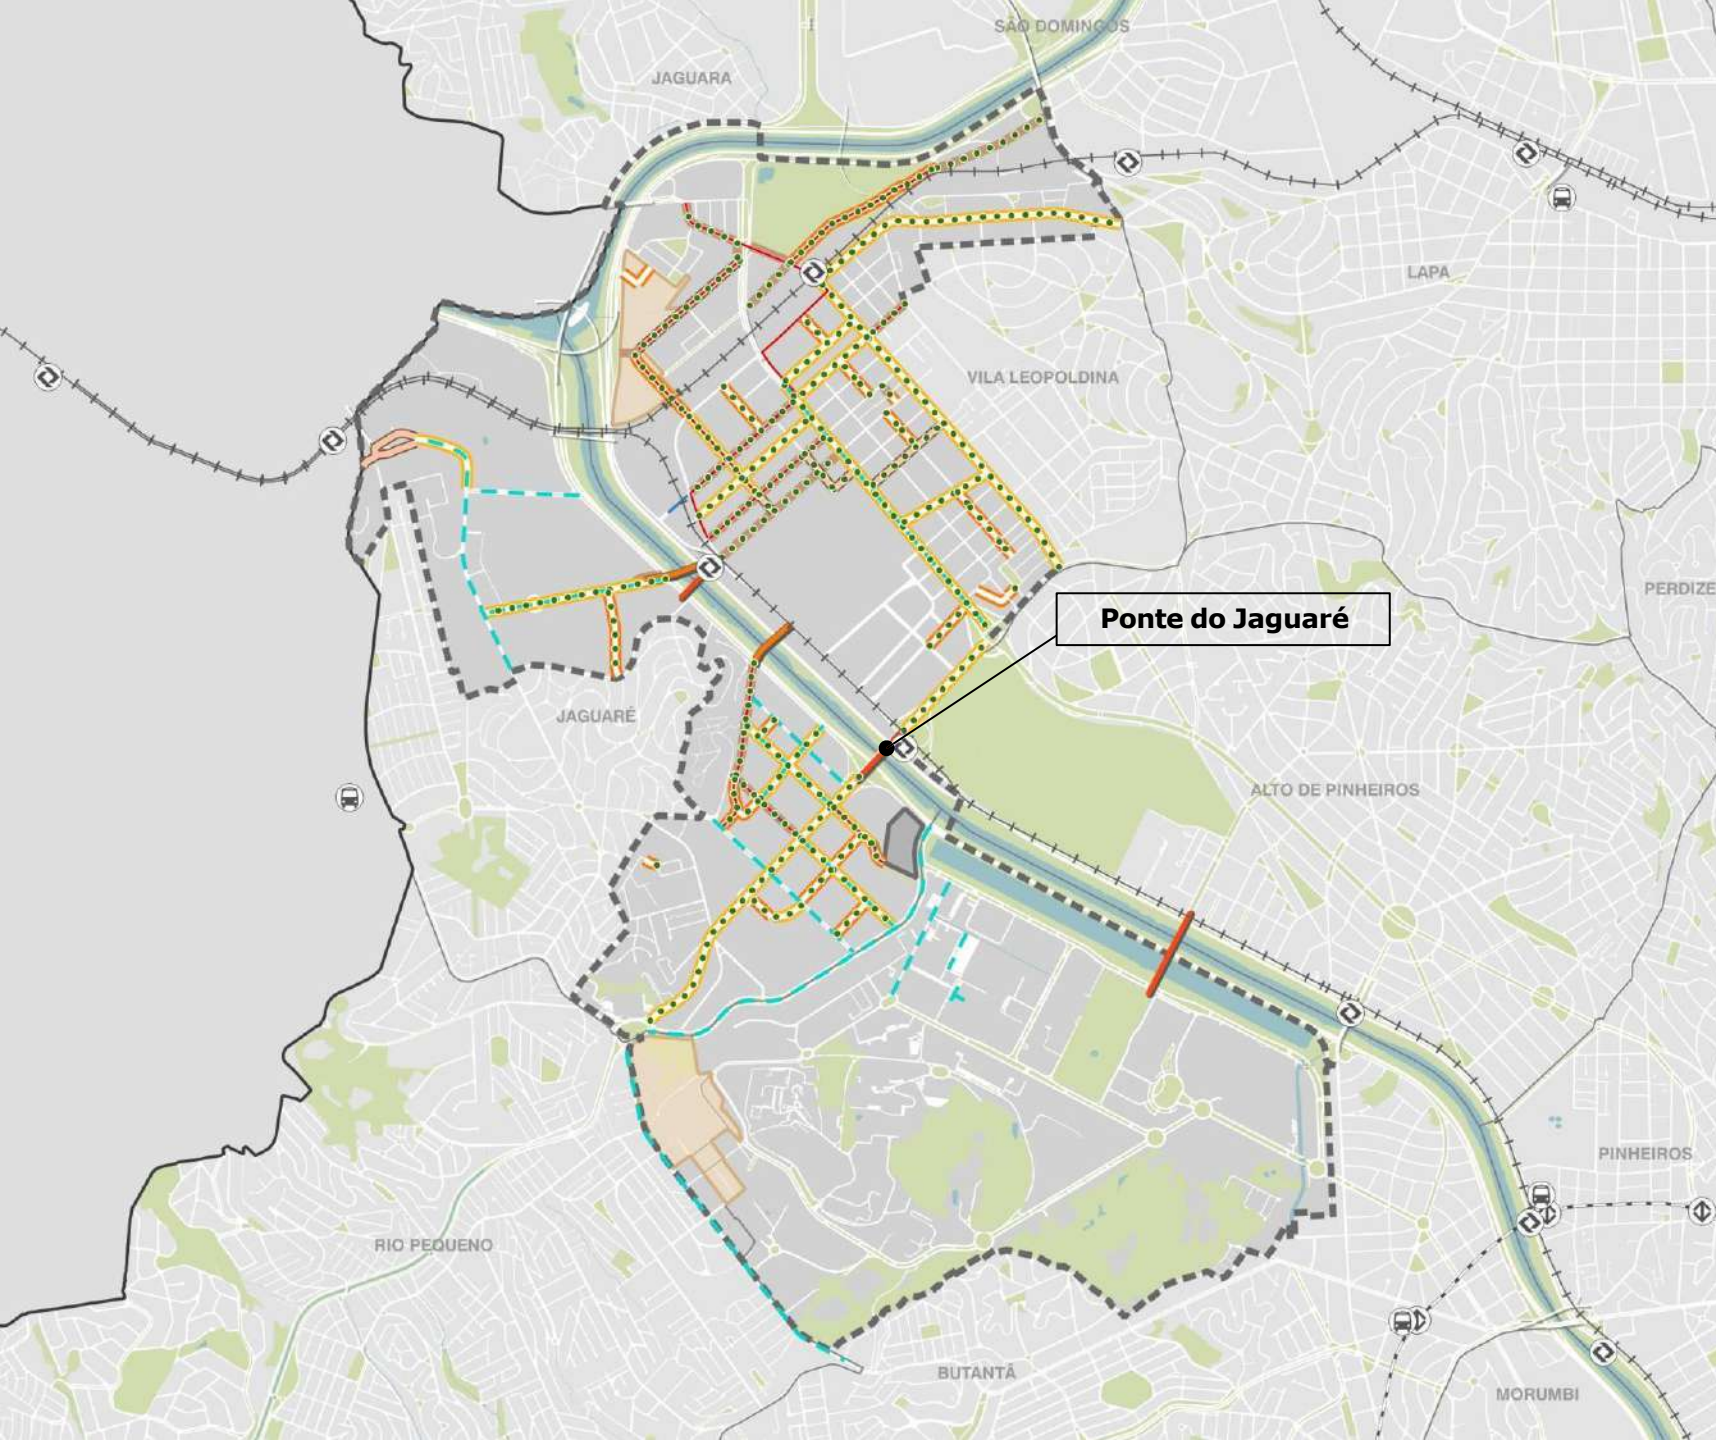 SÃO DOMINGOS
JAGUARA
LAPA
VILA LEOPOLDINA
PERDIZE
Ponte do Jaguaré
JAGUARÉ
ALTO DE PINHEIROS
PINHEIROS
RIO PEQUENO
BUTANTÃ
MORUMBI